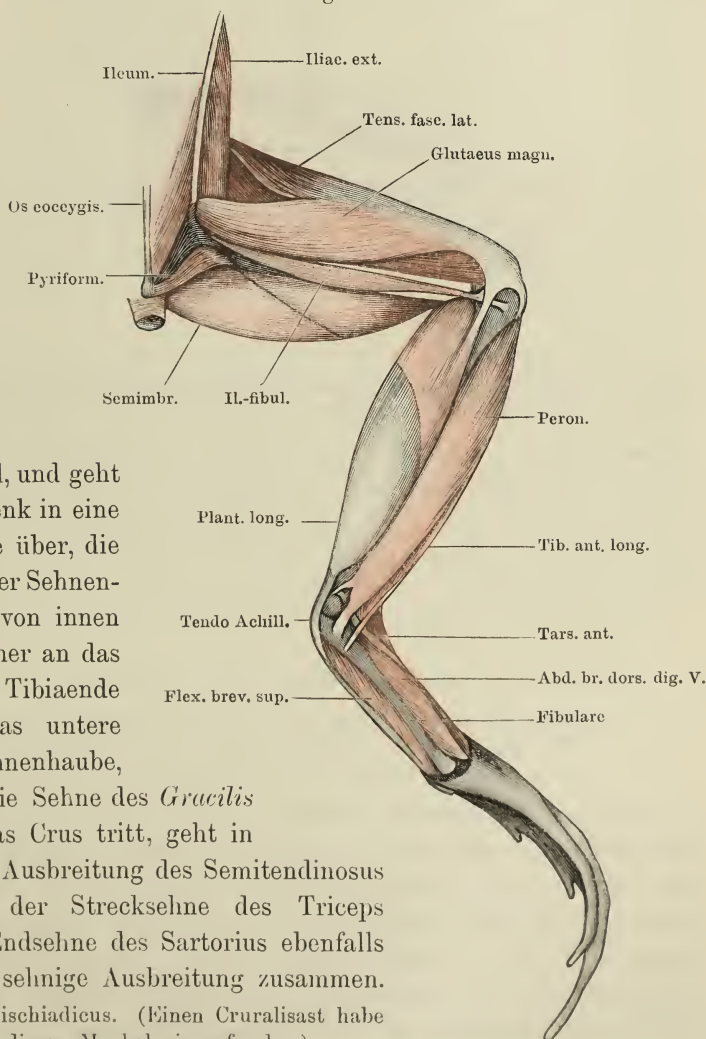 Iliac. ext.
Ileum.
Tens. fasc. lat.
Glutaeus magn.
Os coccygis.
Pyriform.
Semimbr.
Il.-fibul.
Peron.
Plant. long.
Tib. ant. long.
Tendo Achill.
Tars. ant.
Abd. br. dors. dig. V.
Flex. brev. sup.
Fibulare
, und geht
in eine
über, die
er Sehnen-
von innen
an das
Tibiaende
untere
nenhaube,
ie Sehne des Gracilis
as Crus tritt, geht in
Ausbreitung des Semitendinosus
der Strecksehne des Triceps
Endsehne des Sartorius ebenfalls
sehnige Ausbreitung zusammen.
ischiadicus. (Einen Cruralisast habe